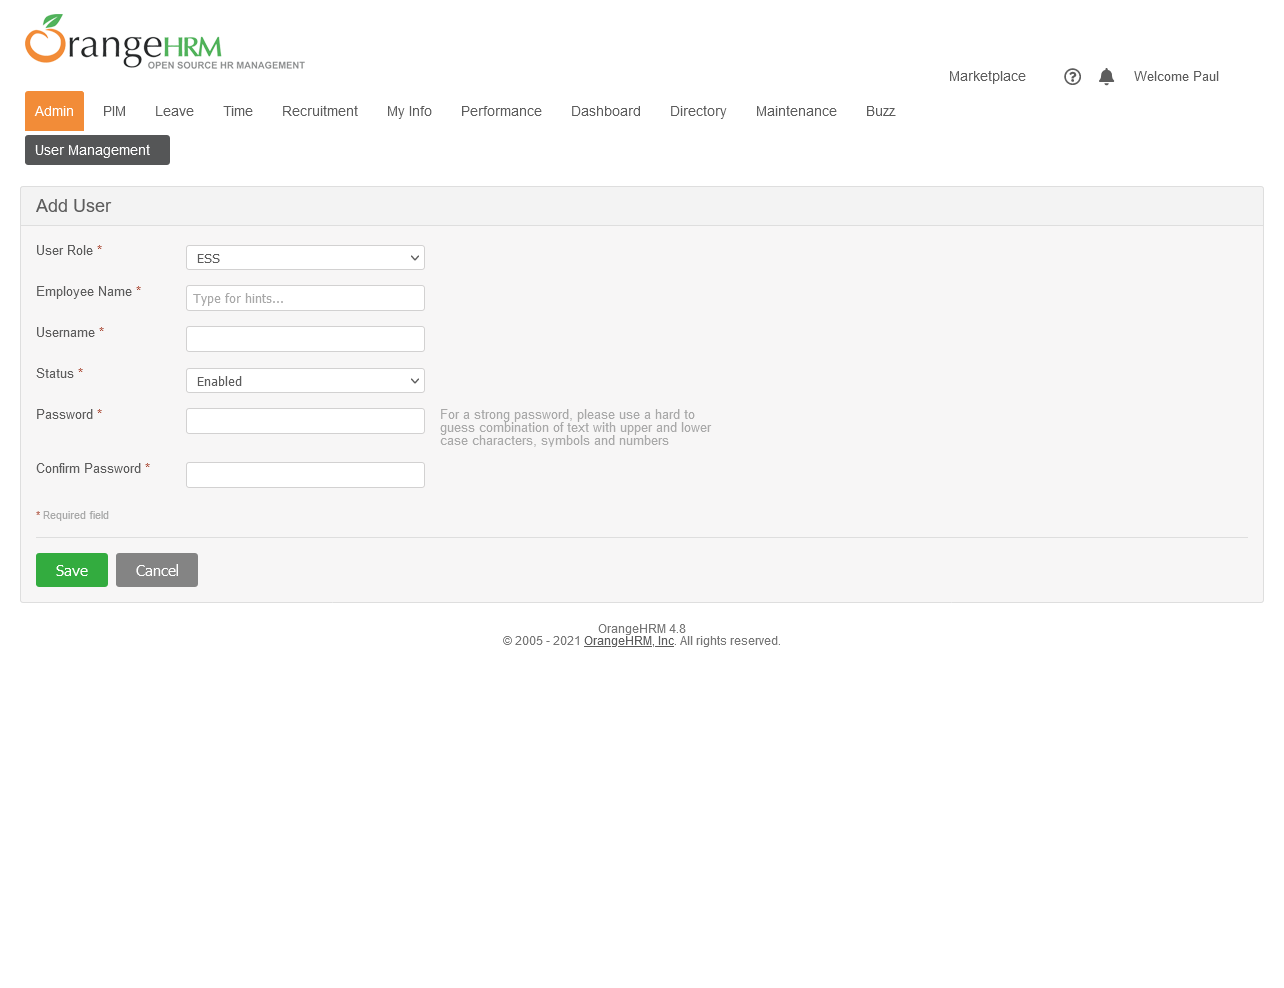 OrangeHRM
OPEN SOURCE HR MANAGEMENT
Marketplace Welcome Paul
Admin PIM Leave Time Recruitment My Info Performance Dashboard Directory Maintenance Buzz
User Management
Add User
User Role * ESS
Employee Name * Type for hints...
Username *
Status * Enabled
Password * For a strong password, please use a hard to
guess combination of text with upper and lower
case characters, symbols and numbers
Confirm Password *
* Required field
Save Cancel
OrangeHRM 4.8
© 2005 - 2021 OrangeHRM, Inc. All rights reserved.